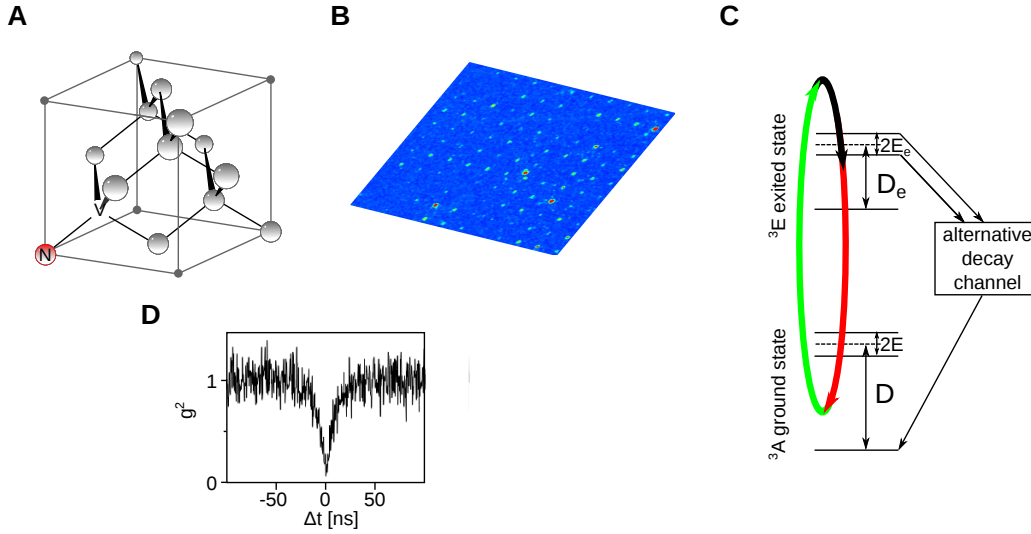 A
B
C
N
V
³E exited state
2Eₑ
Dₑ
alternative
decay
channel
³A ground state
2E
D
D
g²
1
0
-50
0
50
Δt [ns]